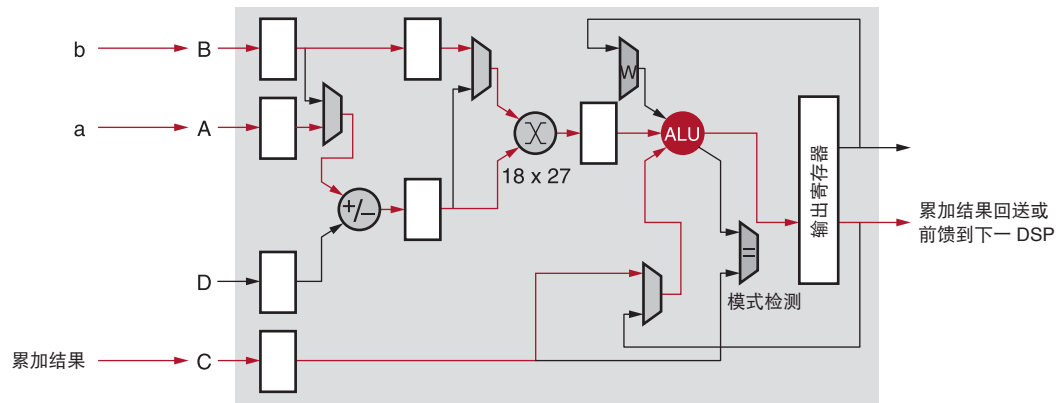 b
B
a
A
D
累加结果
C
+/−
18 x 27
W
ALU
=
模式检测
输出寄存器
累加结果回送或
前馈到下一 DSP